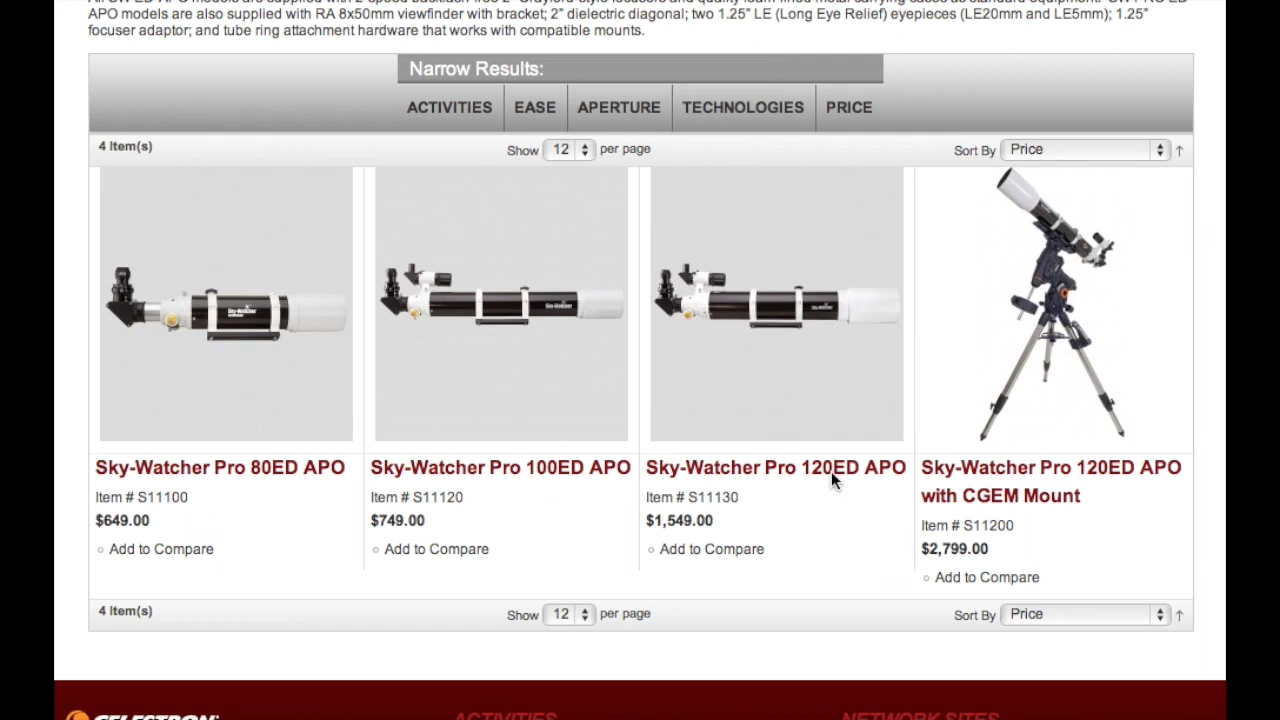 APO models are also supplied with RA 8x50mm viewfinder with bracket; 2" dielectric diagonal; two 1.25" LE (Long Eye Relief) eyepieces (LE20mm and LE5mm); 1.25"
focuser adaptor; and tube ring attachment hardware that works with compatible mounts.
Narrow Results:
ACTIVITIES EASE APERTURE TECHNOLOGIES PRICE
4 Item(s) Show 12 per page Sort By Price ↑
Sky-Watcher Pro 80ED APO
Item # S11100
$649.00
Add to Compare
Sky-Watcher Pro 100ED APO
Item # S11120
$749.00
Add to Compare
Sky-Watcher Pro 120ED APO
Item # S11130
$1,549.00
Add to Compare
Sky-Watcher Pro 120ED APO
with CGEM Mount
Item # S11200
$2,799.00
Add to Compare
4 Item(s) Show 12 per page Sort By Price ↑
CELESTRON ACTIVITIES NETWORK SITES